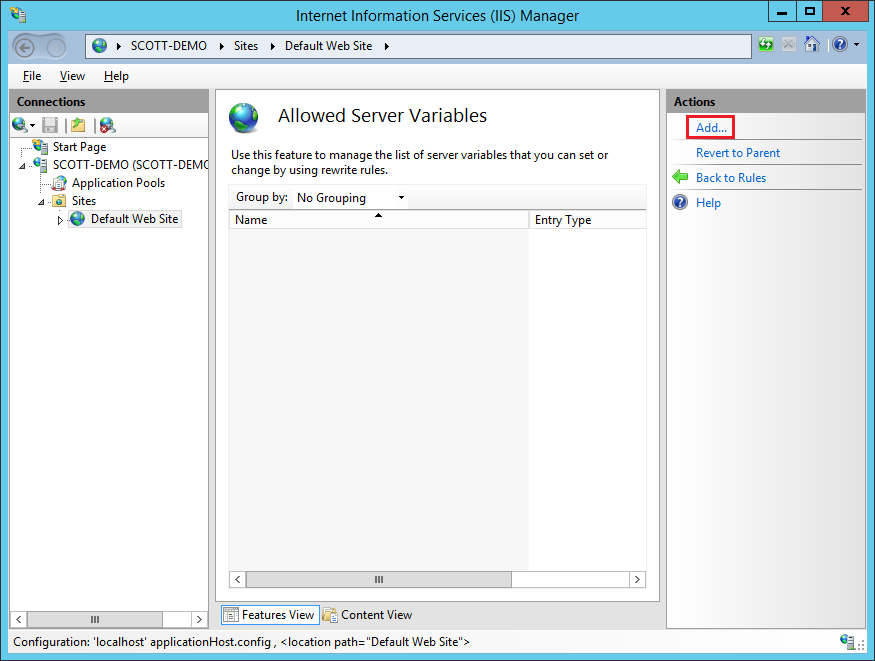 Internet Information Services (IIS) Manager
SCOTT-DEMO Sites Default Web Site
File View Help
Connections
Start Page
SCOTT-DEMO (SCOTT-DEMO
Application Pools
Sites
Default Web Site
Allowed Server Variables
Use this feature to manage the list of server variables that you can set or
change by using rewrite rules.
Group by: No Grouping
Name Entry Type
Features View Content View
Actions
Add...
Revert to Parent
Back to Rules
Help
Configuration: 'localhost' applicationHost.config , <location path="Default Web Site">